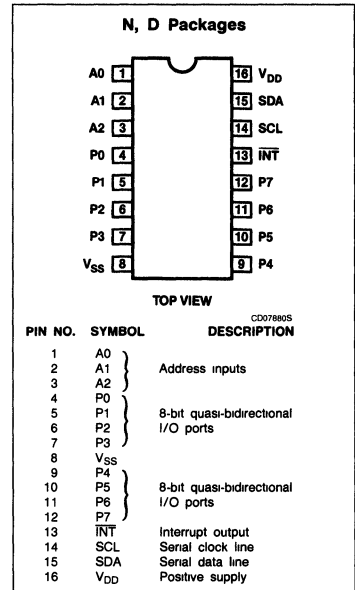 N, D Packages
A0 1 16 VDD
A1 2 15 SDA
A2 3 14 SCL
P0 4 13 INT
P1 5 12 P7
P2 6 11 P6
P3 7 10 P5
VSS 8 9 P4
TOP VIEW
CD07880S
PIN NO. SYMBOL DESCRIPTION
1 A0
2 A1 Address inputs
3 A2
4 P0
5 P1 8-bit quasi-bidirectional
6 P2 I/O ports
7 P3
8 VSS
9 P4
10 P5 8-bit quasi-bidirectional
11 P6 I/O ports
12 P7
13 INT Interrupt output
14 SCL Serial clock line
15 SDA Serial data line
16 VDD Positive supply